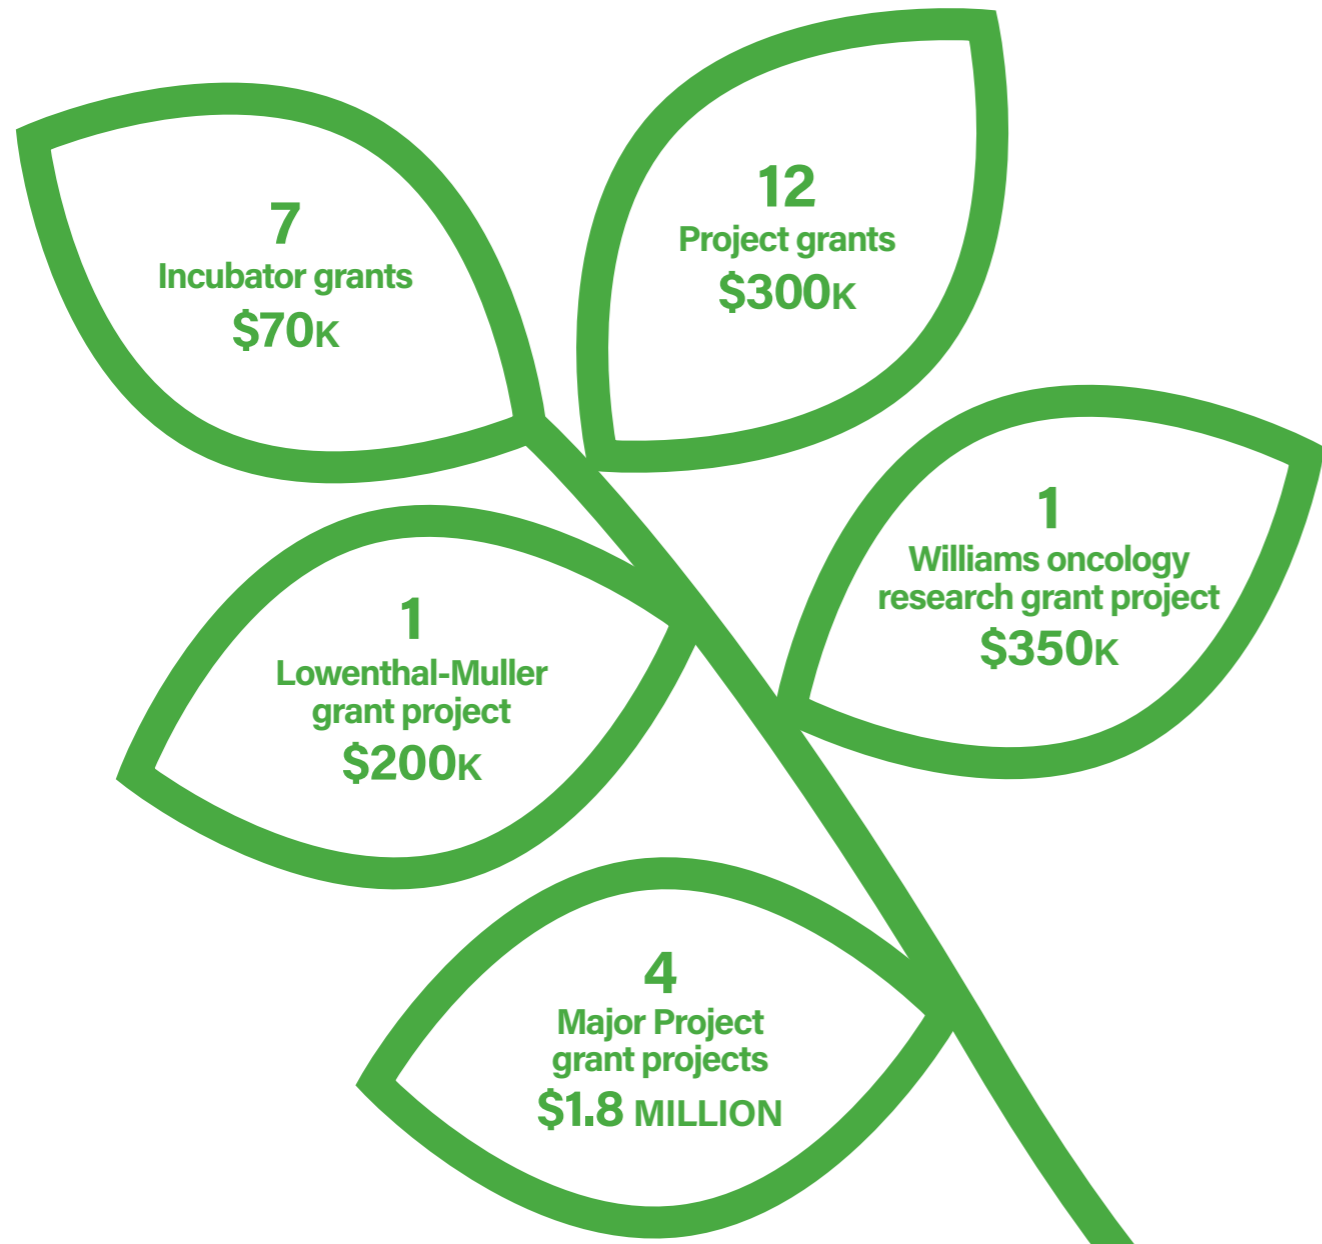 7
Incubator grants
$70K
12
Project grants
$300K
1
Williams oncology
research grant project
$350K
1
Lowenthal-Muller
grant project
$200K
4
Major Project
grant projects
$1.8 MILLION